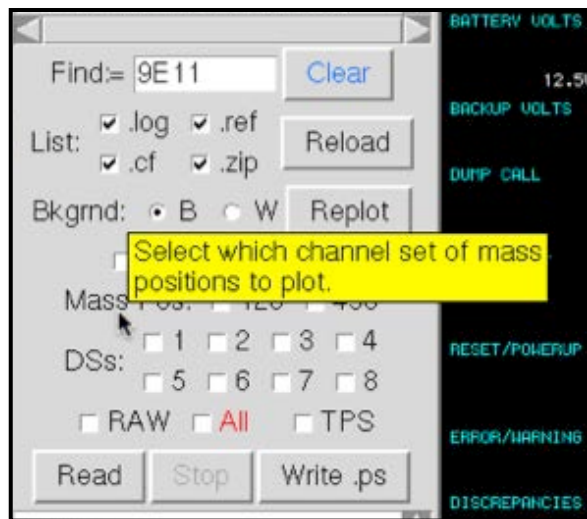 BATTERY VOLTS
Find:= 9E11 Clear
12.5V
BACKUP VOLTS
List: .log .ref Reload
.cf .zip
DUMP CALL
Bkgrnd: B W Replot
Select which channel set of mass
positions to plot.
Mass Pos:
DSs: 1 2 3 4
5 6 7 8
RESET/POWERUP
RAW All TPS
ERROR/WARNING
Read Stop Write .ps
DISCREPANCIES